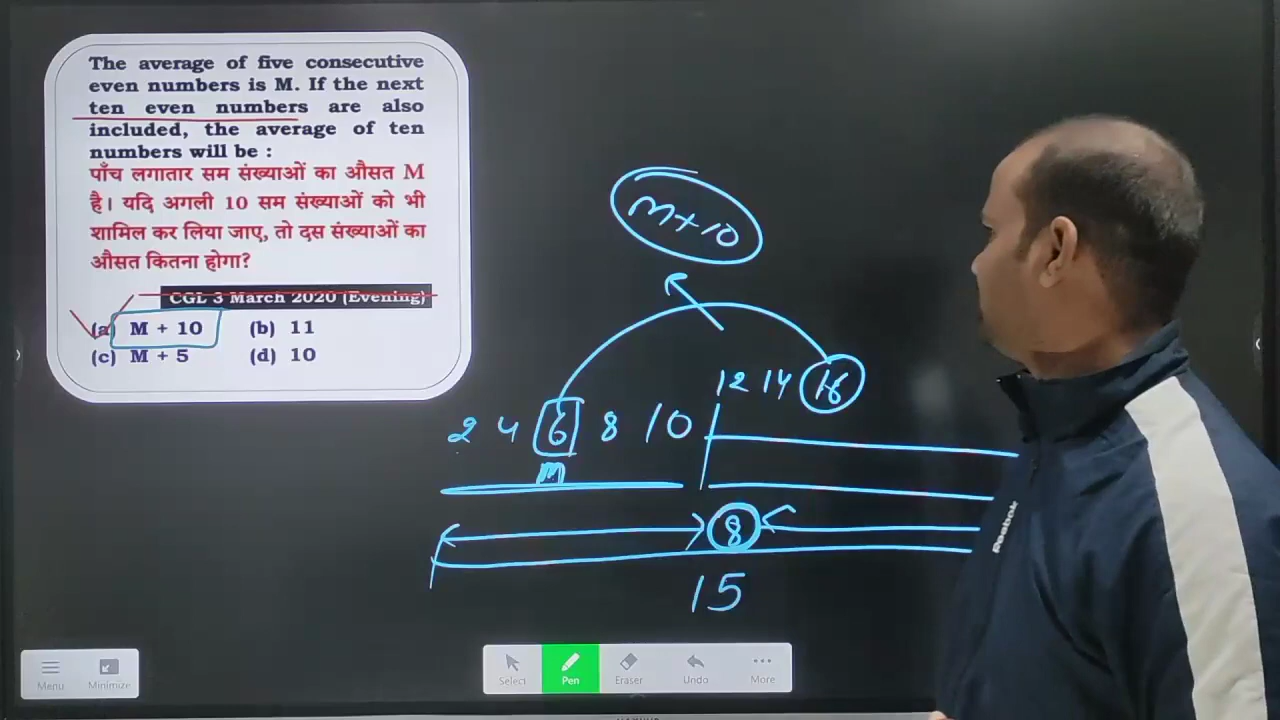 The average of five consecutive
even numbers is M. If the next
ten even numbers are also
included, the average of ten
numbers will be :
पाँच लगातार सम संख्याओं का औसत M
है। यदि अगली 10 सम संख्याओं को भी
शामिल कर लिया जाए, तो दस संख्याओं का
औसत कितना होगा?
CGL 3 March 2020 (Evening)
(a) M + 10 (b) 11
(c) M + 5 (d) 10
M+10
12 14 16
2 4 6 8 10
M
8
15
Reebok
Menu
Minimize
Select
Pen
Eraser
Undo
More